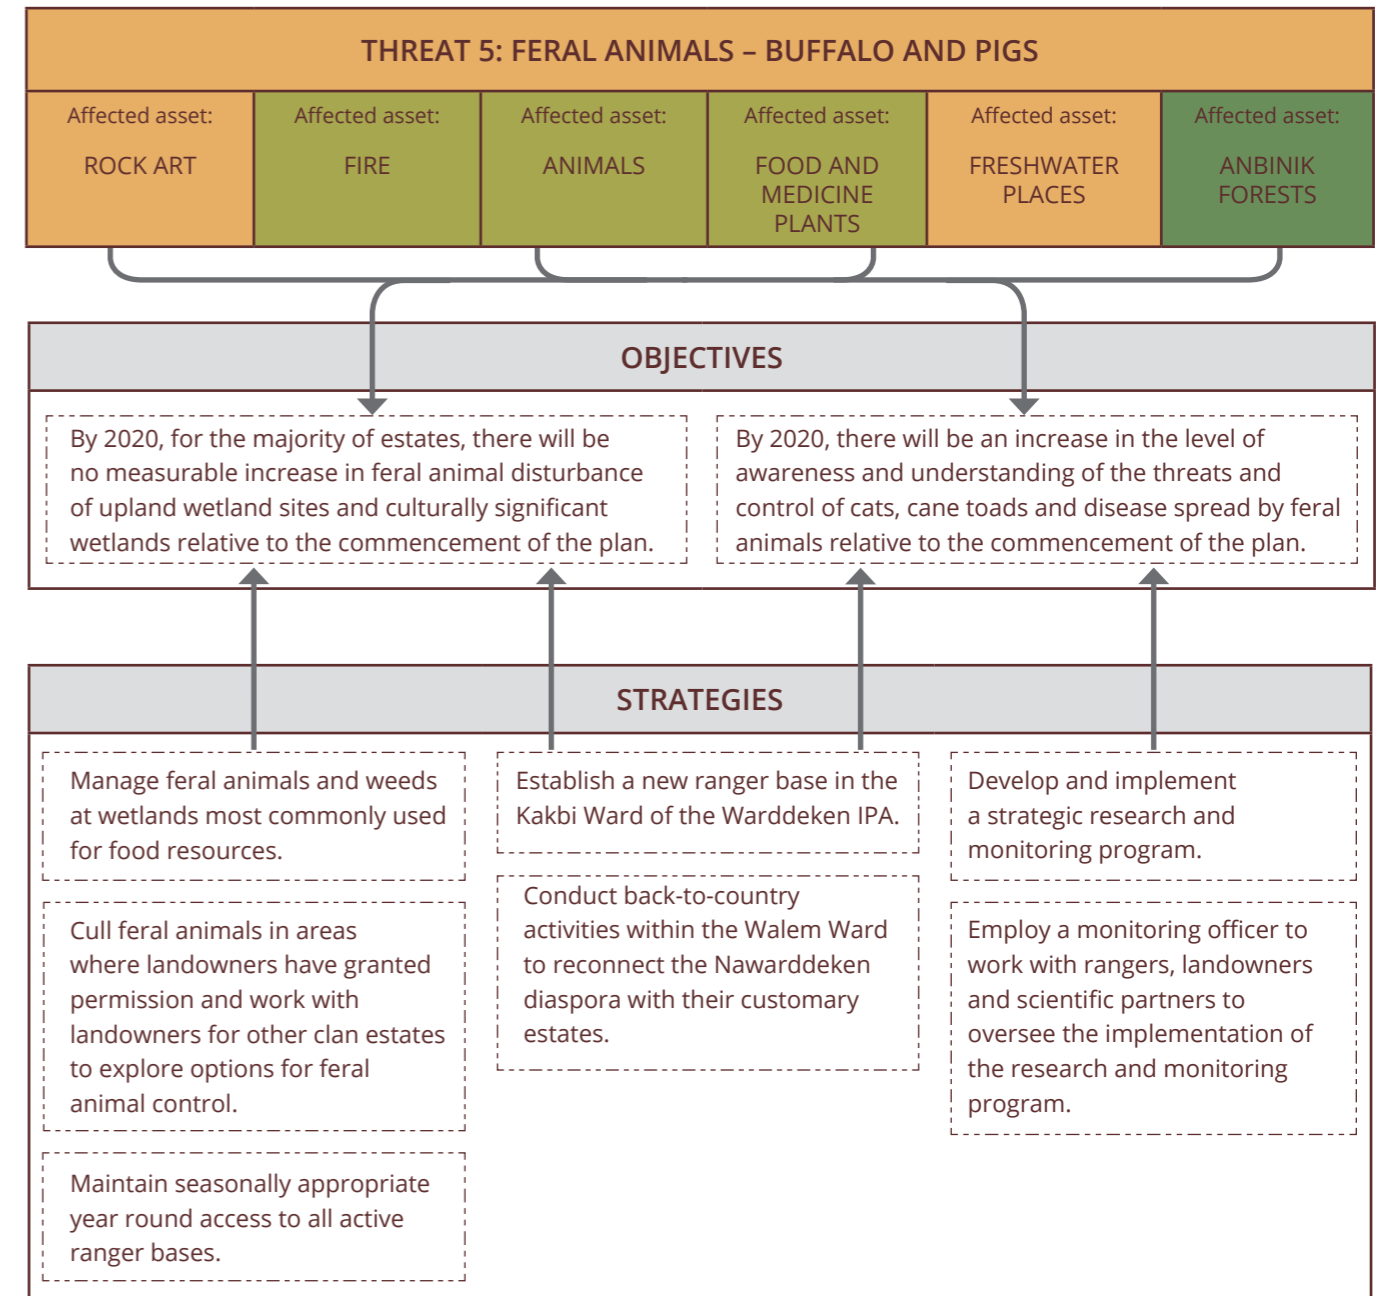 THREAT 5: FERAL ANIMALS – BUFFALO AND PIGS
Affected asset:
ROCK ART
Affected asset:
FIRE
Affected asset:
ANIMALS
Affected asset:
FOOD AND
MEDICINE
PLANTS
Affected asset:
FRESHWATER
PLACES
Affected asset:
ANBINIK
FORESTS
OBJECTIVES
By 2020, for the majority of estates, there will be
no measurable increase in feral animal disturbance
of upland wetland sites and culturally significant
wetlands relative to the commencement of the plan.
By 2020, there will be an increase in the level of
awareness and understanding of the threats and
control of cats, cane toads and disease spread by feral
animals relative to the commencement of the plan.
STRATEGIES
Manage feral animals and weeds
at wetlands most commonly used
for food resources.
Cull feral animals in areas
where landowners have granted
permission and work with
landowners for other clan estates
to explore options for feral
animal control.
Maintain seasonally appropriate
year round access to all active
ranger bases.
Establish a new ranger base in the
Kakbi Ward of the Warddeken IPA.
Conduct back-to-country
activities within the Walem Ward
to reconnect the Nawarddeken
diaspora with their customary
estates.
Develop and implement
a strategic research and
monitoring program.
Employ a monitoring officer to
work with rangers, landowners
and scientific partners to
oversee the implementation of
the research and monitoring
program.